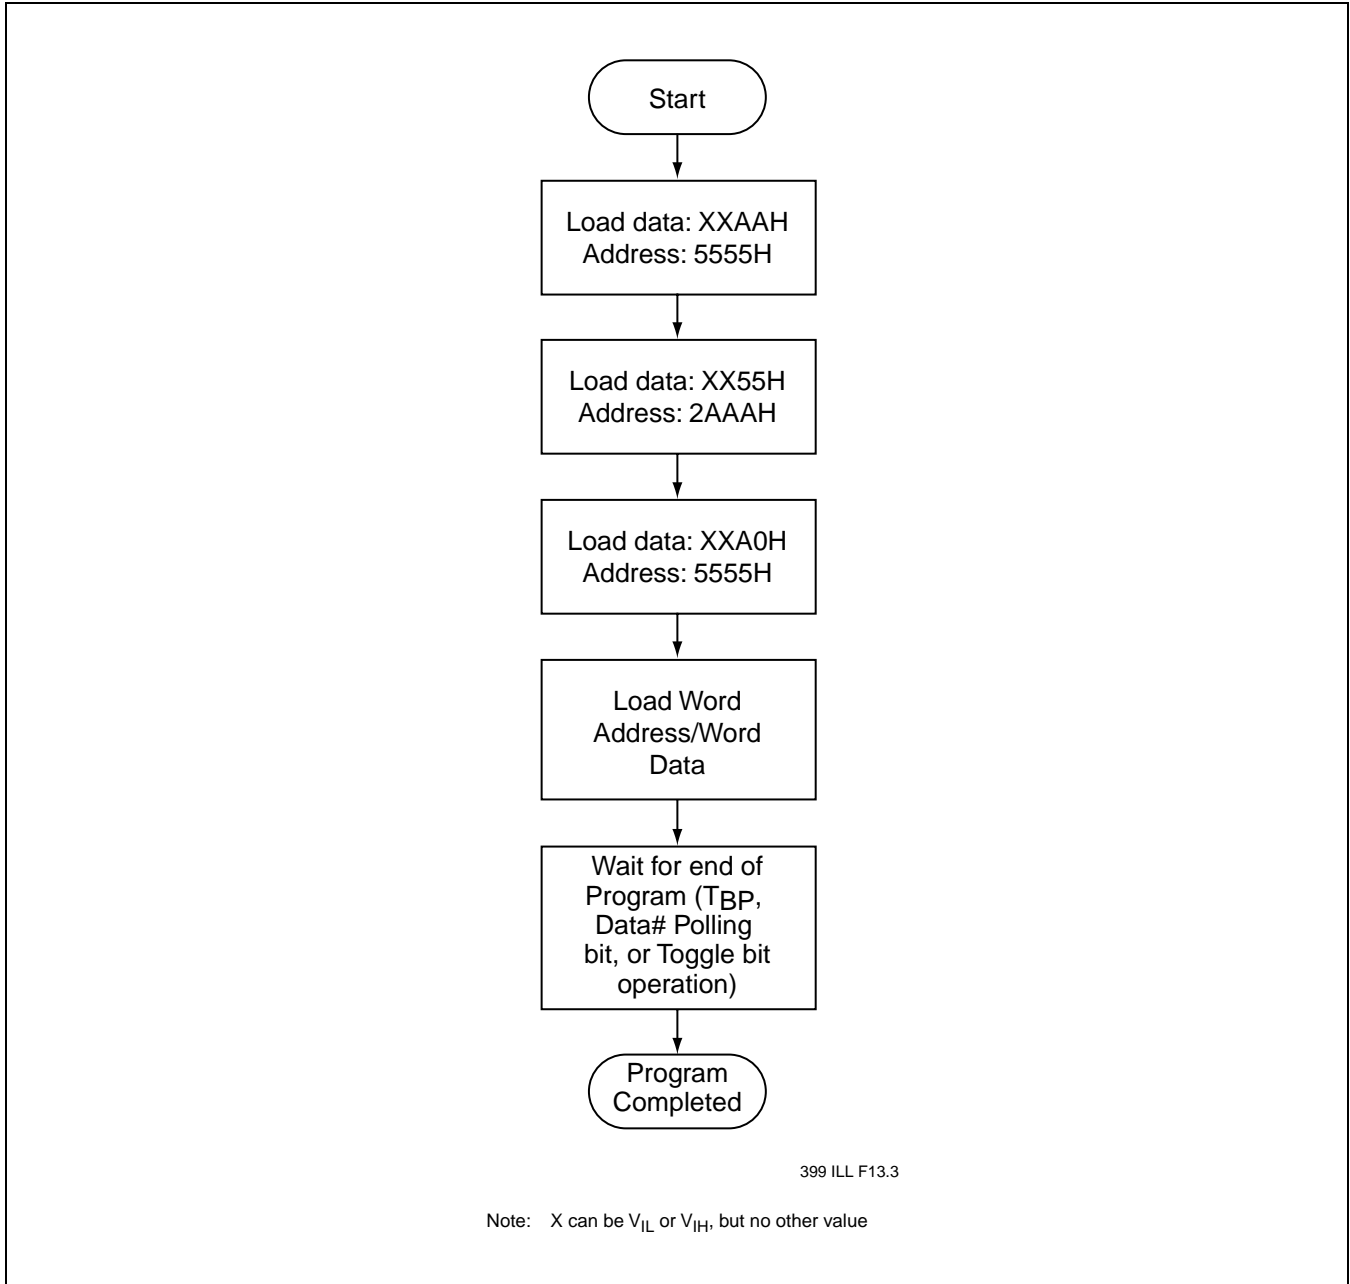 Start
Load data: XXAAH
Address: 5555H
Load data: XX55H
Address: 2AAAH
Load data: XXA0H
Address: 5555H
Load Word
Address/Word
Data
Wait for end of
Program (TBP,
Data# Polling
bit, or Toggle bit
operation)
Program
Completed
399 ILL F13.3
Note: X can be VIL or VIH, but no other value